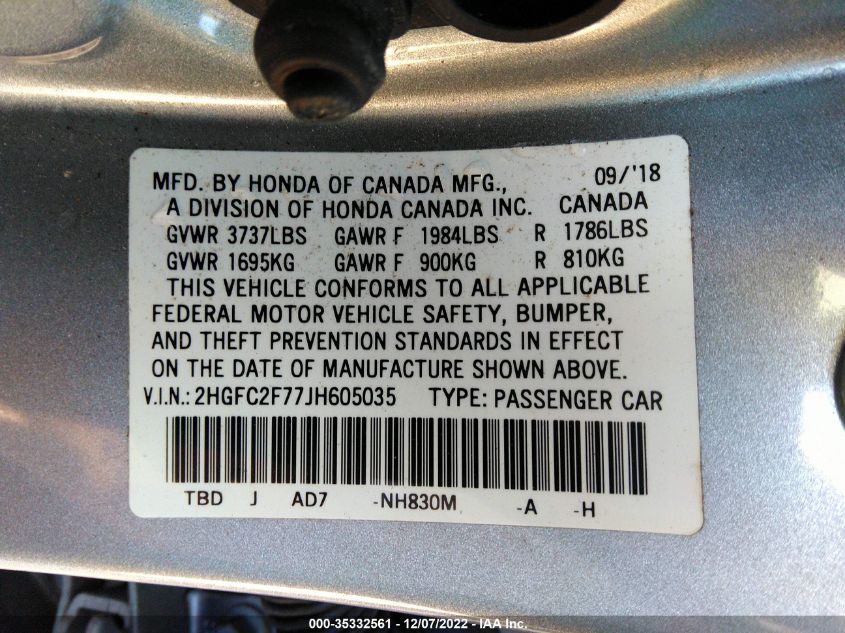 MFD. BY HONDA OF CANADA MFG., 09/'18
A DIVISION OF HONDA CANADA INC. CANADA
GVWR 3737LBS GAWR F 1984LBS R 1786LBS
GVWR 1695KG GAWR F 900KG R 810KG
THIS VEHICLE CONFORMS TO ALL APPLICABLE
FEDERAL MOTOR VEHICLE SAFETY, BUMPER,
AND THEFT PREVENTION STANDARDS IN EFFECT
ON THE DATE OF MANUFACTURE SHOWN ABOVE.
V.I.N.: 2HGFC2F77JH605035 TYPE: PASSENGER CAR
TBD J AD7 -NH830M -A -H
000-35332561 - 12/07/2022 - IAA Inc.